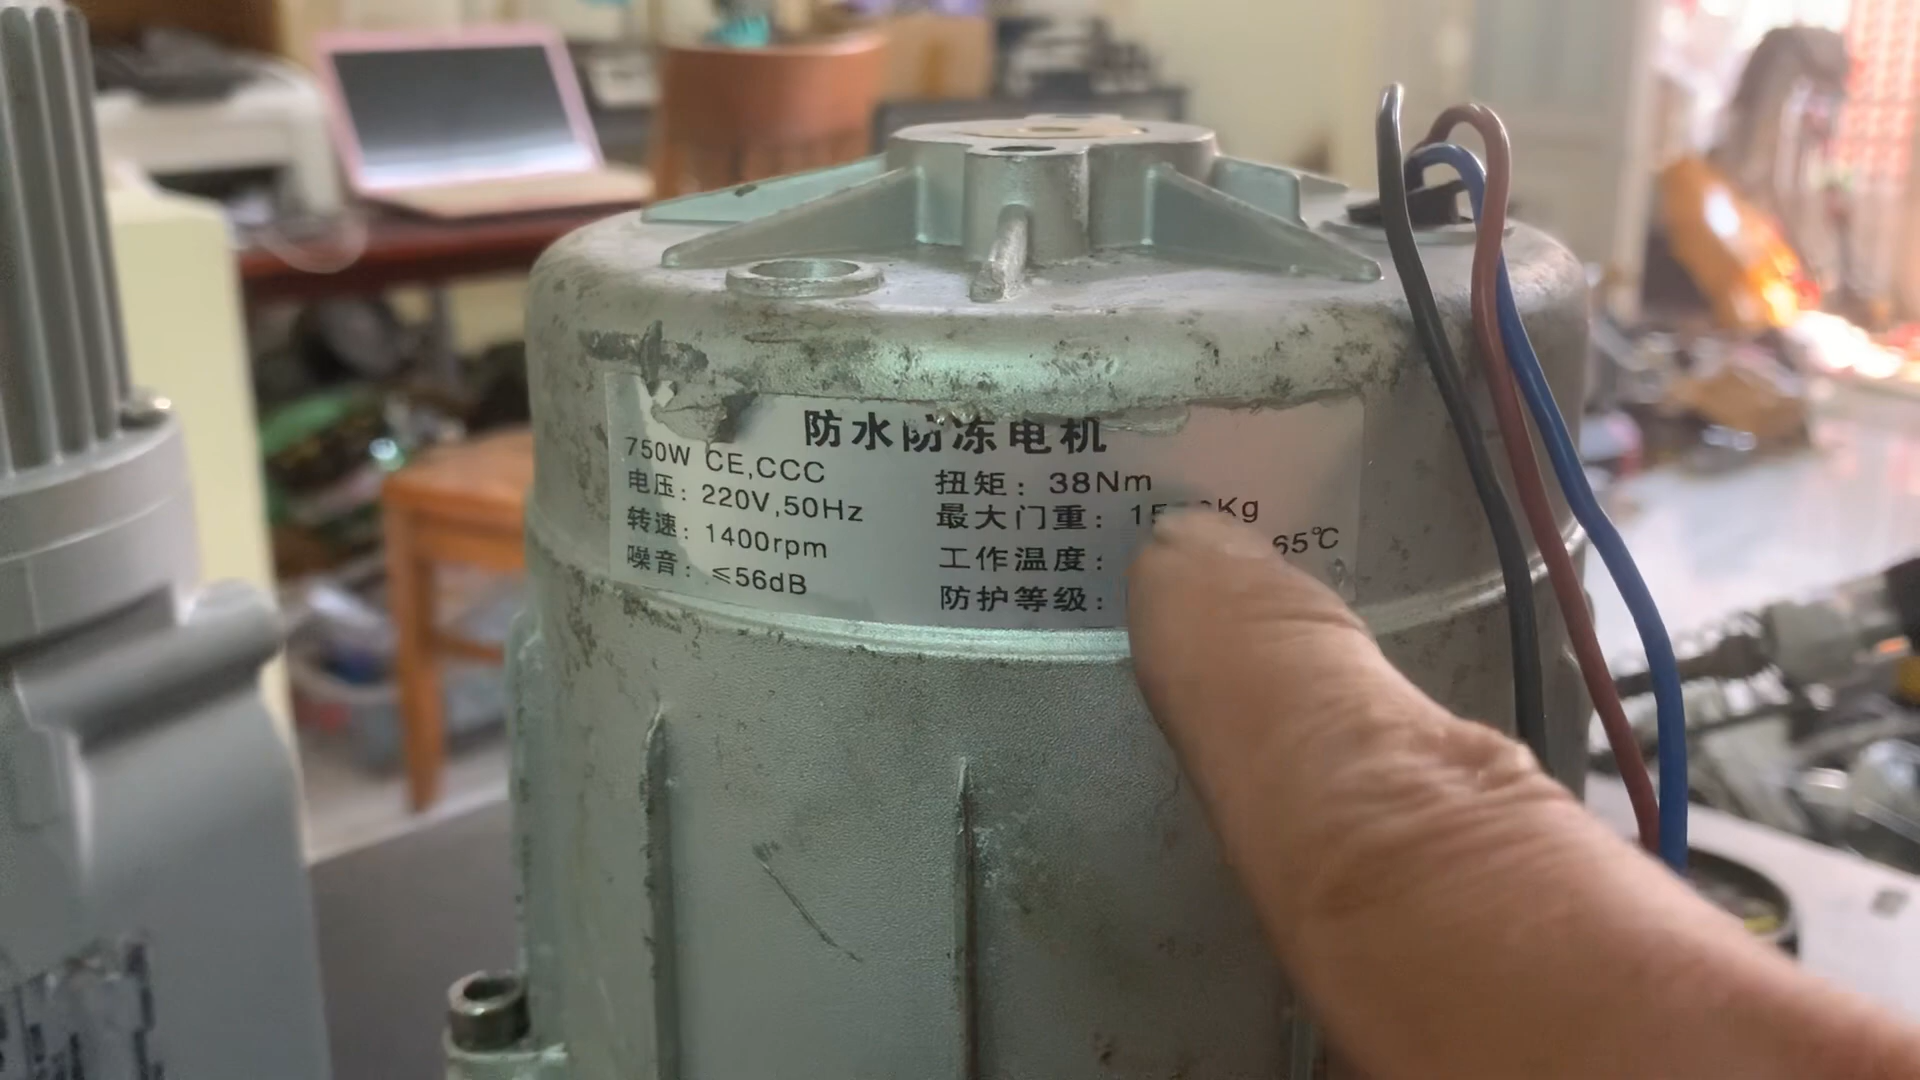 防水防冻电机
750W CE,CCC
电压: 220V,50Hz
转速: 1400rpm
噪音: ≤56dB
扭矩: 38Nm
最大门重:
工作温度: 65℃
防护等级: